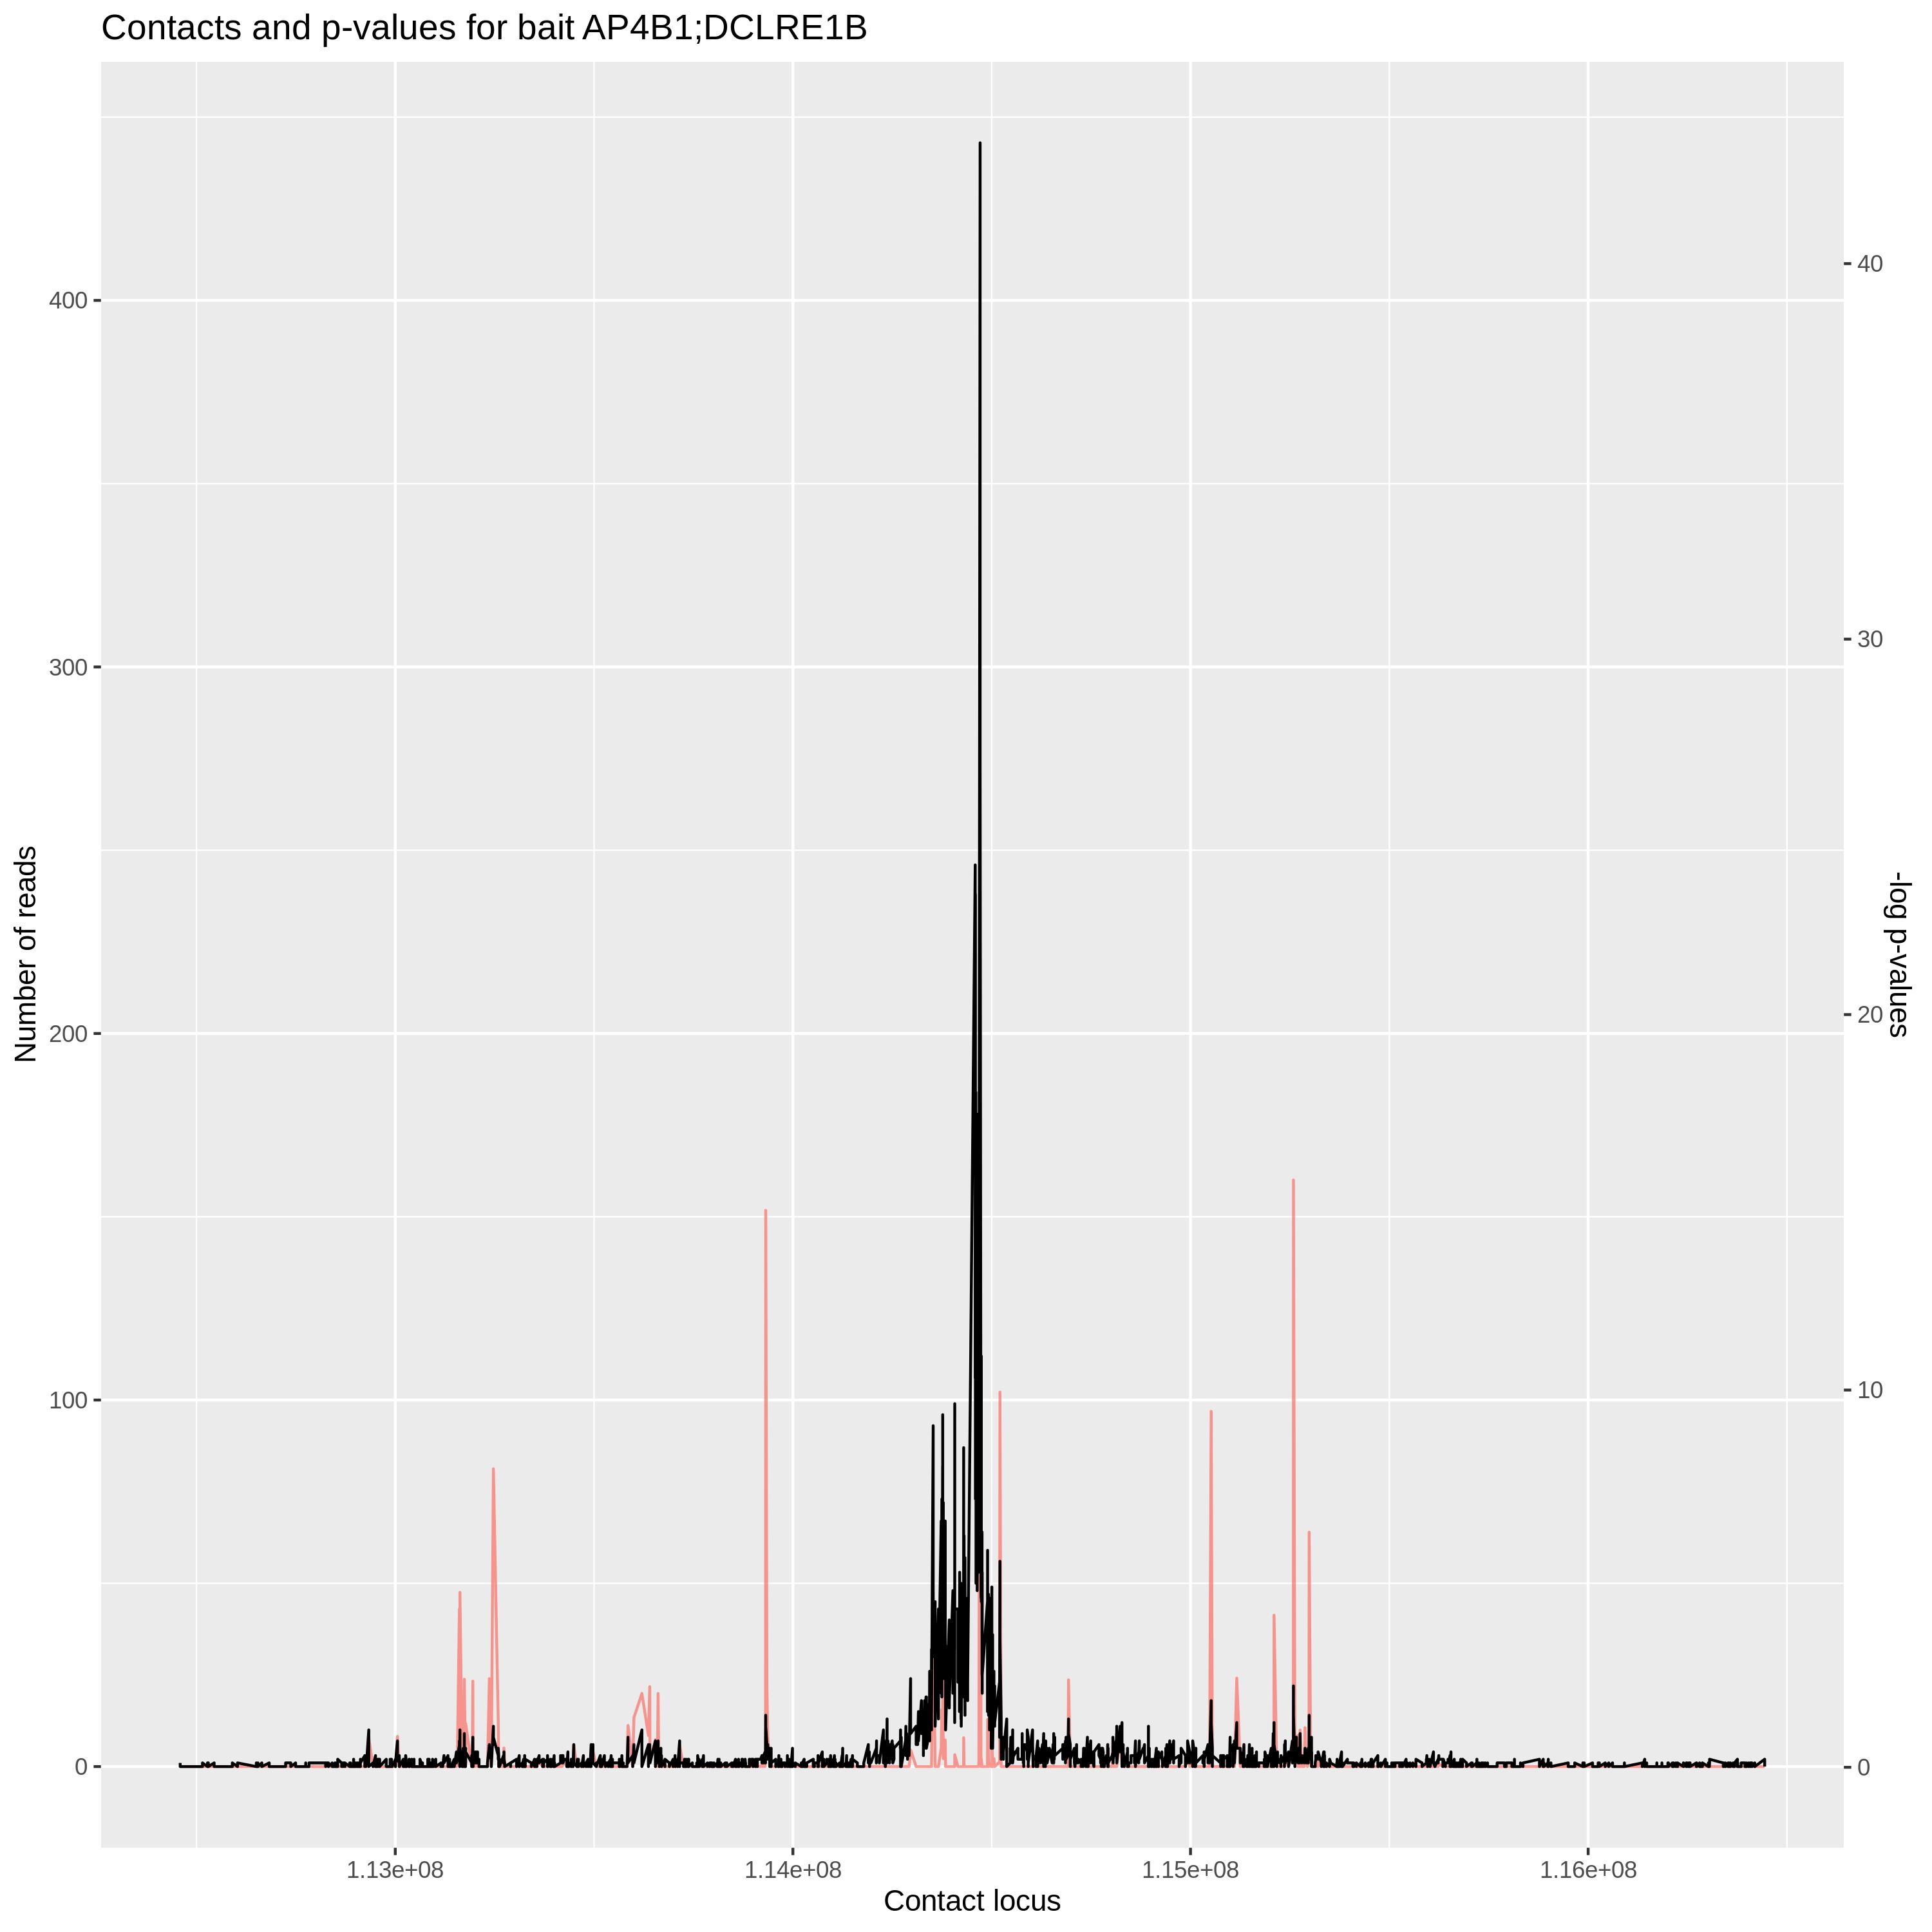 Contacts and p-values for bait AP4B1;DCLRE1B
Number of reads
400
300
200
100
0
40
30
20
10
0
-log p-values
1.13e+08
1.14e+08
1.15e+08
1.16e+08
Contact locus